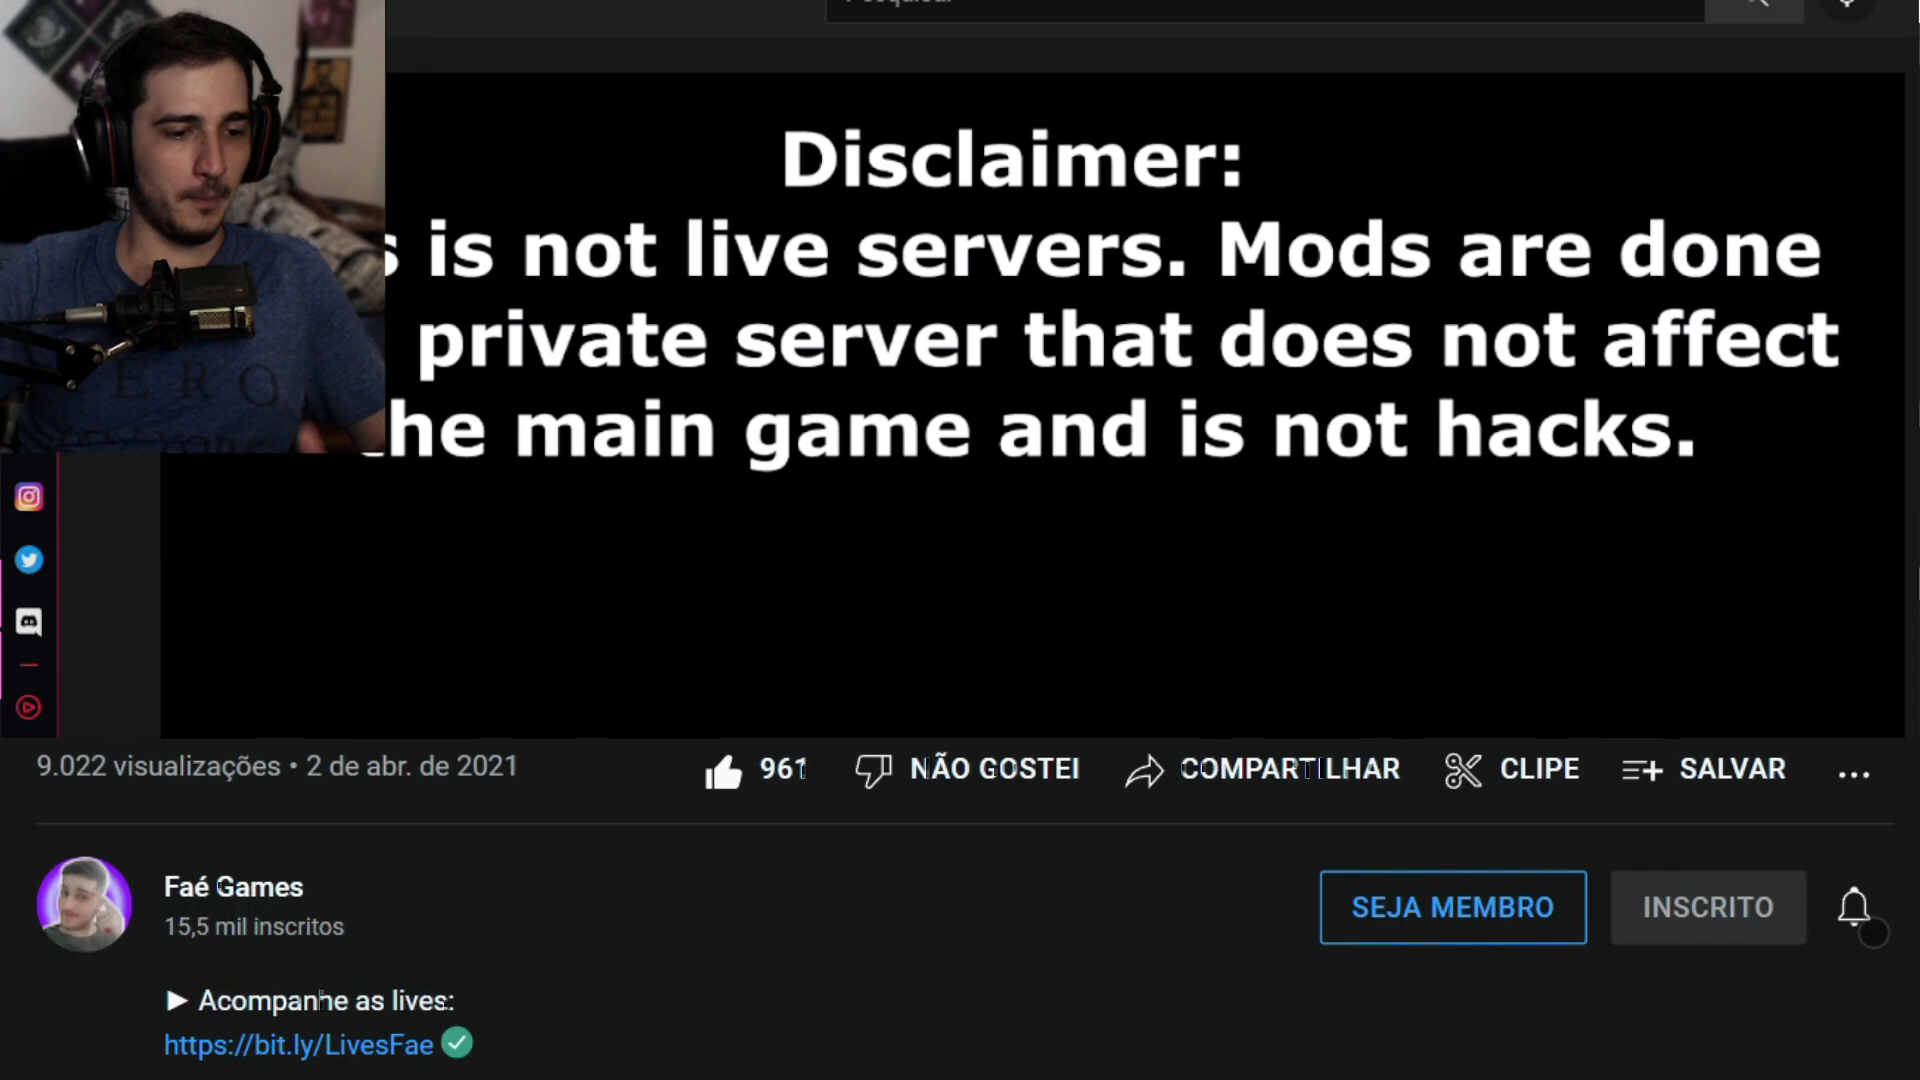 Disclaimer:
is not live servers. Mods are done
private server that does not affect
he main game and is not hacks.
9.022 visualizações • 2 de abr. de 2021
961
NÃO GOSTEI
COMPARTILHAR
CLIPE
SALVAR
Faé Games
15,5 mil inscritos
SEJA MEMBRO
INSCRITO
► Acompanhe as lives:
https://bit.ly/LivesFae